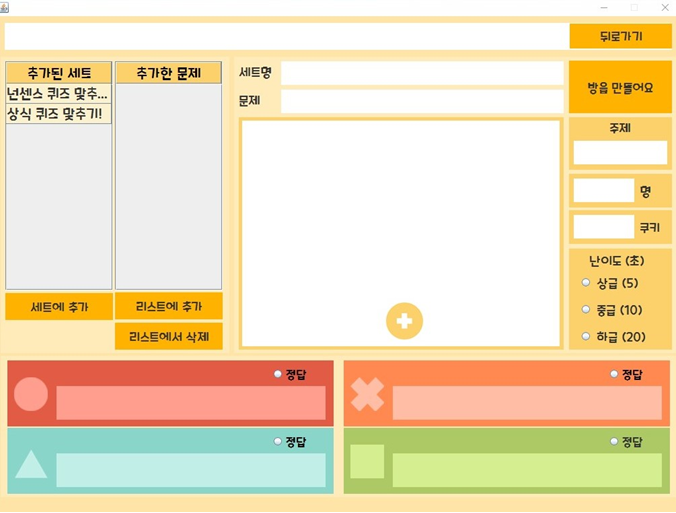 뒤로가기
추가된 세트
추가한 문제
넌센스 퀴즈 맞추...
상식 퀴즈 맞추기!
세트에 추가
리스트에 추가
리스트에서 삭제
세트명
문제
방을 만들어요
주제
명
쿠키
난이도 (초)
상급 (5)
중급 (10)
하급 (20)
정답
정답
정답
정답